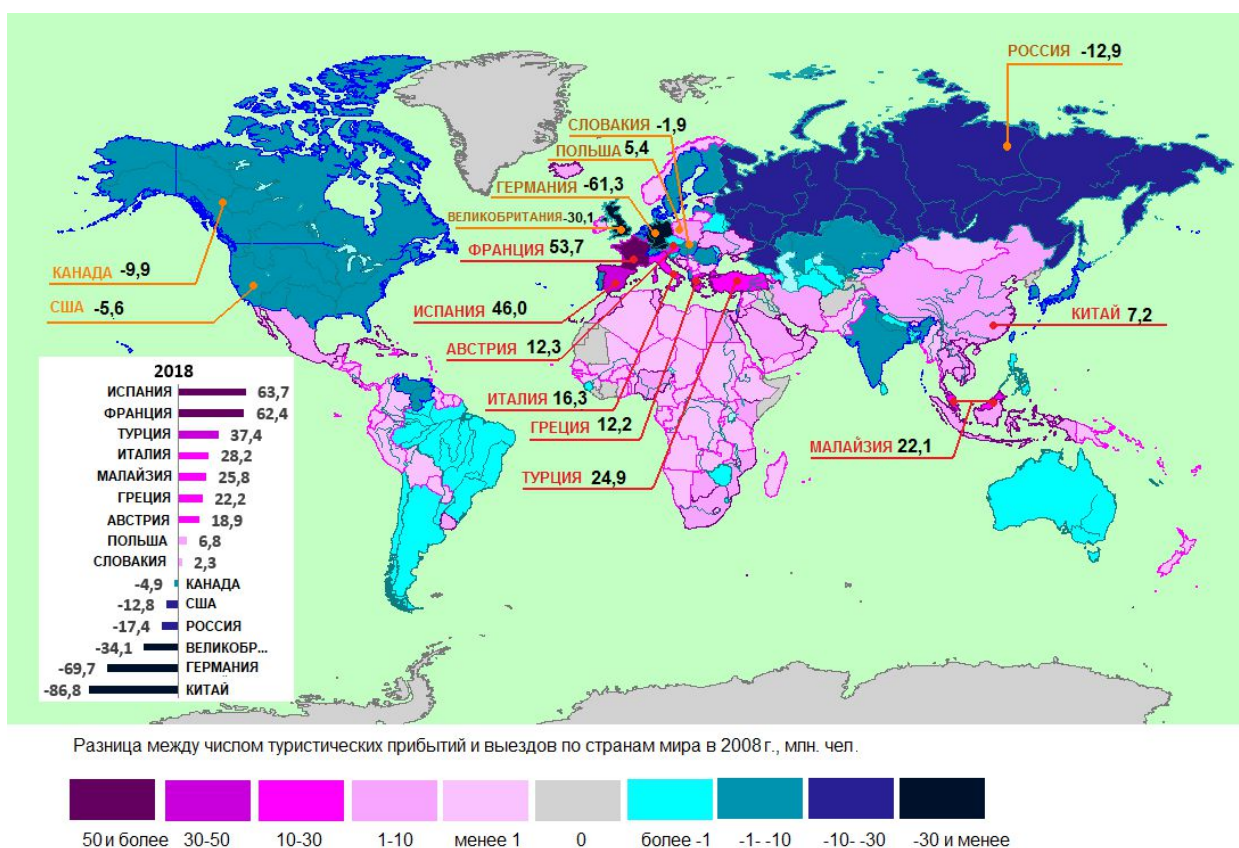 РОССИЯ -12,9
СЛОВАКИЯ -1,9
ПОЛЬША 5,4
ГЕРМАНИЯ -61,3
ВЕЛИКОБРИТАНИЯ-30,1
ФРАНЦИЯ 53,7
КАНАДА -9,9
США -5,6
ИСПАНИЯ 46,0
КИТАЙ 7,2
АВСТРИЯ 12,3
ИТАЛИЯ 16,3
ГРЕЦИЯ 12,2
МАЛАЙЗИЯ 22,1
ТУРЦИЯ 24,9
2018
ИСПАНИЯ 63,7
ФРАНЦИЯ 62,4
ТУРЦИЯ 37,4
ИТАЛИЯ 28,2
МАЛАЙЗИЯ 25,8
ГРЕЦИЯ 22,2
АВСТРИЯ 18,9
ПОЛЬША 6,8
СЛОВАКИЯ 2,3
-4,9 КАНАДА
-12,8 США
-17,4 РОССИЯ
-34,1 ВЕЛИКОБР...
-69,7 ГЕРМАНИЯ
-86,8 КИТАЙ
Разница между числом туристических прибытий и выездов по странам мира в 2008 г., млн. чел.
50 и более 30-50 10-30 1-10 менее 1 0 более -1 -1- -10 -10- -30 -30 и менее